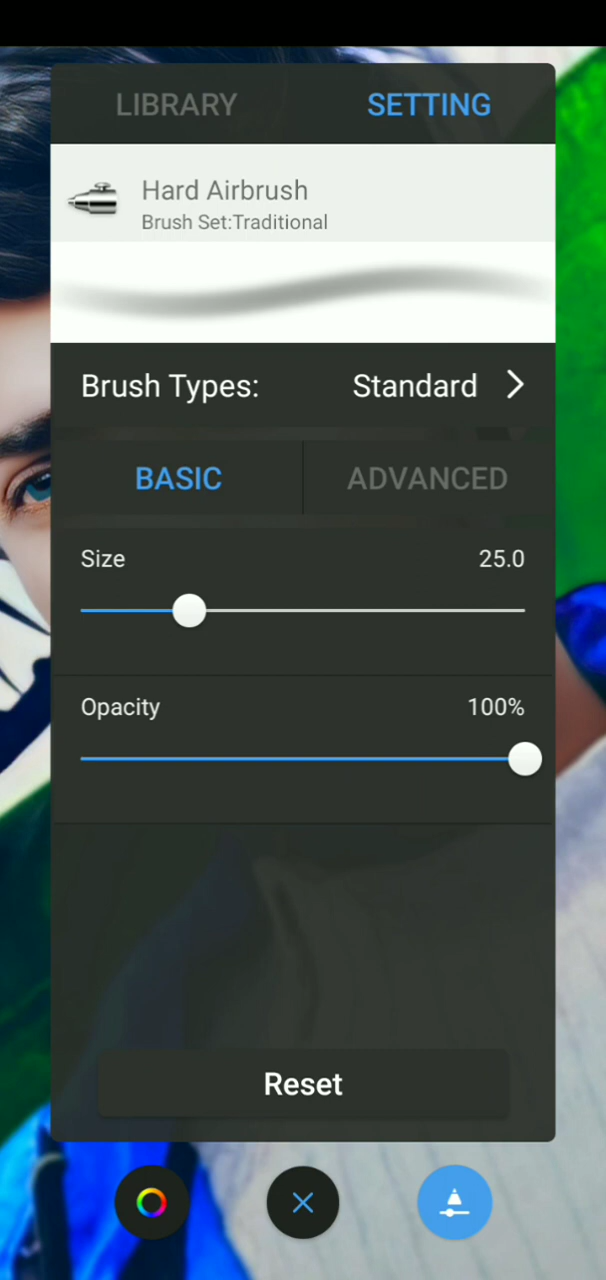 LIBRARY SETTING
Hard Airbrush
Brush Set:Traditional
Brush Types: Standard
BASIC ADVANCED
Size 25.0
Opacity 100%
Reset